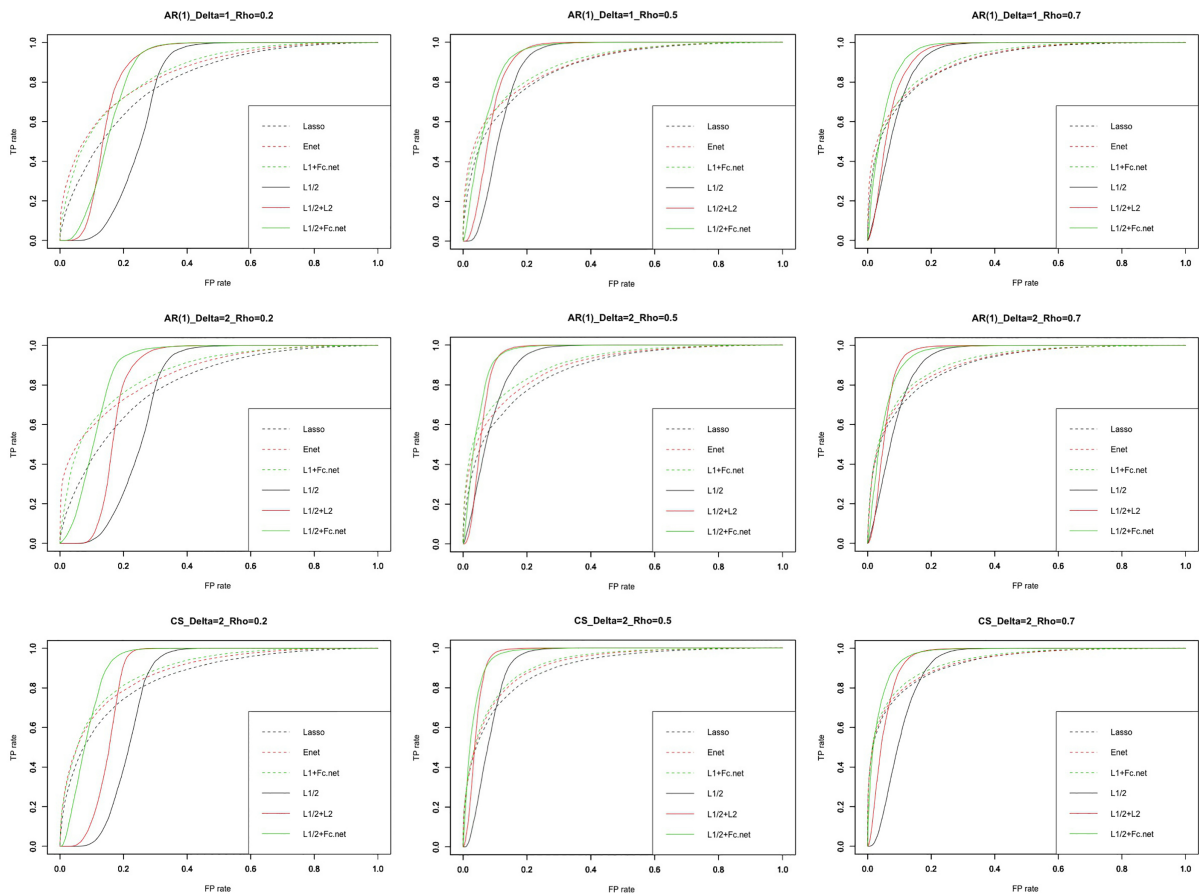 AR(1)_Delta=1_Rho=0.2
TP rate
0.0 0.2 0.4 0.6 0.8 1.0
Lasso
Enet
L1+Fc.net
L1/2
L1/2+L2
L1/2+Fc.net
0.0 0.2 0.4 0.6 0.8 1.0
FP rate
AR(1)_Delta=1_Rho=0.5
TP rate
0.0 0.2 0.4 0.6 0.8 1.0
Lasso
Enet
L1+Fc.net
L1/2
L1/2+L2
L1/2+Fc.net
0.0 0.2 0.4 0.6 0.8 1.0
FP rate
AR(1)_Delta=1_Rho=0.7
TP rate
0.0 0.2 0.4 0.6 0.8 1.0
Lasso
Enet
L1+Fc.net
L1/2
L1/2+L2
L1/2+Fc.net
0.0 0.2 0.4 0.6 0.8 1.0
FP rate
AR(1)_Delta=2_Rho=0.2
TP rate
0.0 0.2 0.4 0.6 0.8 1.0
Lasso
Enet
L1+Fc.net
L1/2
L1/2+L2
L1/2+Fc.net
0.0 0.2 0.4 0.6 0.8 1.0
FP rate
AR(1)_Delta=2_Rho=0.5
TP rate
0.0 0.2 0.4 0.6 0.8 1.0
Lasso
Enet
L1+Fc.net
L1/2
L1/2+L2
L1/2+Fc.net
0.0 0.2 0.4 0.6 0.8 1.0
FP rate
AR(1)_Delta=2_Rho=0.7
TP rate
0.0 0.2 0.4 0.6 0.8 1.0
Lasso
Enet
L1+Fc.net
L1/2
L1/2+L2
L1/2+Fc.net
0.0 0.2 0.4 0.6 0.8 1.0
FP rate
CS_Delta=2_Rho=0.2
TP rate
0.0 0.2 0.4 0.6 0.8 1.0
Lasso
Enet
L1+Fc.net
L1/2
L1/2+L2
L1/2+Fc.net
0.0 0.2 0.4 0.6 0.8 1.0
FP rate
CS_Delta=2_Rho=0.5
TP rate
0.0 0.2 0.4 0.6 0.8 1.0
Lasso
Enet
L1+Fc.net
L1/2
L1/2+L2
L1/2+Fc.net
0.0 0.2 0.4 0.6 0.8 1.0
FP rate
CS_Delta=2_Rho=0.7
TP rate
0.0 0.2 0.4 0.6 0.8 1.0
Lasso
Enet
L1+Fc.net
L1/2
L1/2+L2
L1/2+Fc.net
0.0 0.2 0.4 0.6 0.8 1.0
FP rate